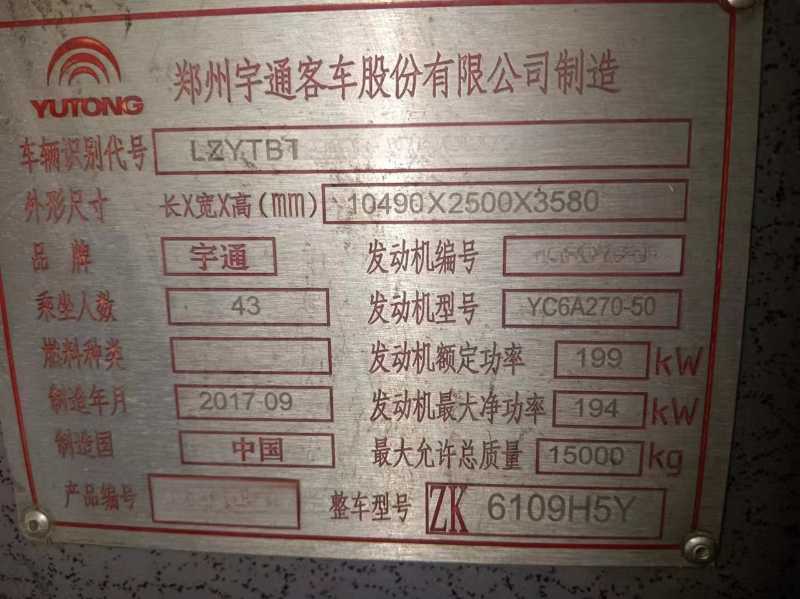 YUTONG
郑州宇通客车股份有限公司制造
车辆识别代号 LZYTBT
外形尺寸 长X宽X高(mm) 10490X2500X3580
品牌 宇通 发动机编号
乘坐人数 43 发动机型号 YC6A270-50
燃料种类 发动机额定功率 199 kW
制造年月 2017 09 发动机最大净功率 194 kW
制造国 中国 最大允许总质量 15000 kg
产品编号 整车型号 ZK 6109H5Y